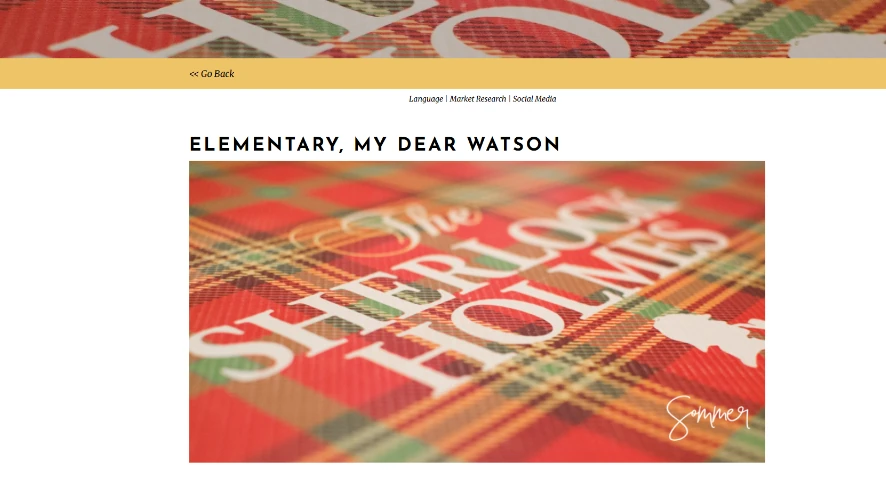 << Go Back
Language | Market Research | Social Media
ELEMENTARY, MY DEAR WATSON
The
SHERLOCK
HOLMES
Sommer